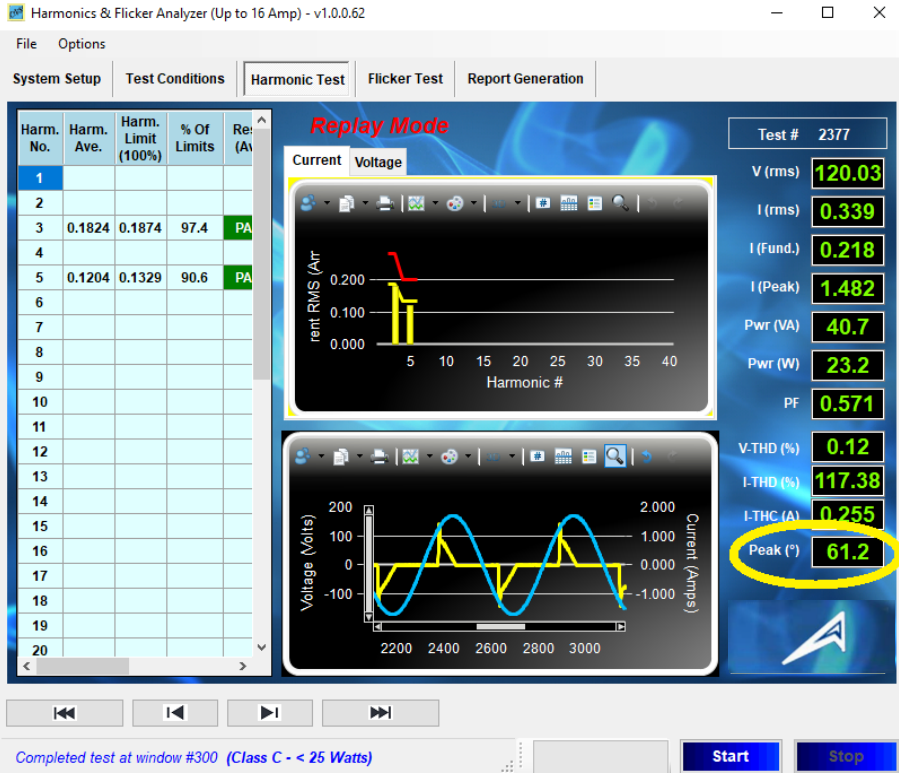 Harmonics & Flicker Analyzer (Up to 16 Amp) - v1.0.0.62
File Options
System Setup Test Conditions Harmonic Test Flicker Test Report Generation
Harm. No. Harm. Ave. Harm. Limit (100%) % Of Limits Res (Av
1
2
3 0.1824 0.1874 97.4 PA
4
5 0.1204 0.1329 90.6 PA
6
7
8
9
10
11
12
13
14
15
16
17
18
19
20
Replay Mode
Current Voltage
rent RMS (Arr
0.200
0.100
0.000
5 10 15 20 25 30 35 40
Harmonic #
Voltage (Volts)
200
100
0
-100
2.000
1.000
0.000
-1.000
Current (Amps)
2200 2400 2600 2800 3000
Test # 2377
V (rms) 120.03
I (rms) 0.339
I (Fund.) 0.218
I (Peak) 1.482
Pwr (VA) 40.7
Pwr (W) 23.2
PF 0.571
V-THD (%) 0.12
I-THD (%) 117.38
I-THC (A) 0.255
Peak (°) 61.2
Completed test at window #300 (Class C - < 25 Watts)
Start Stop